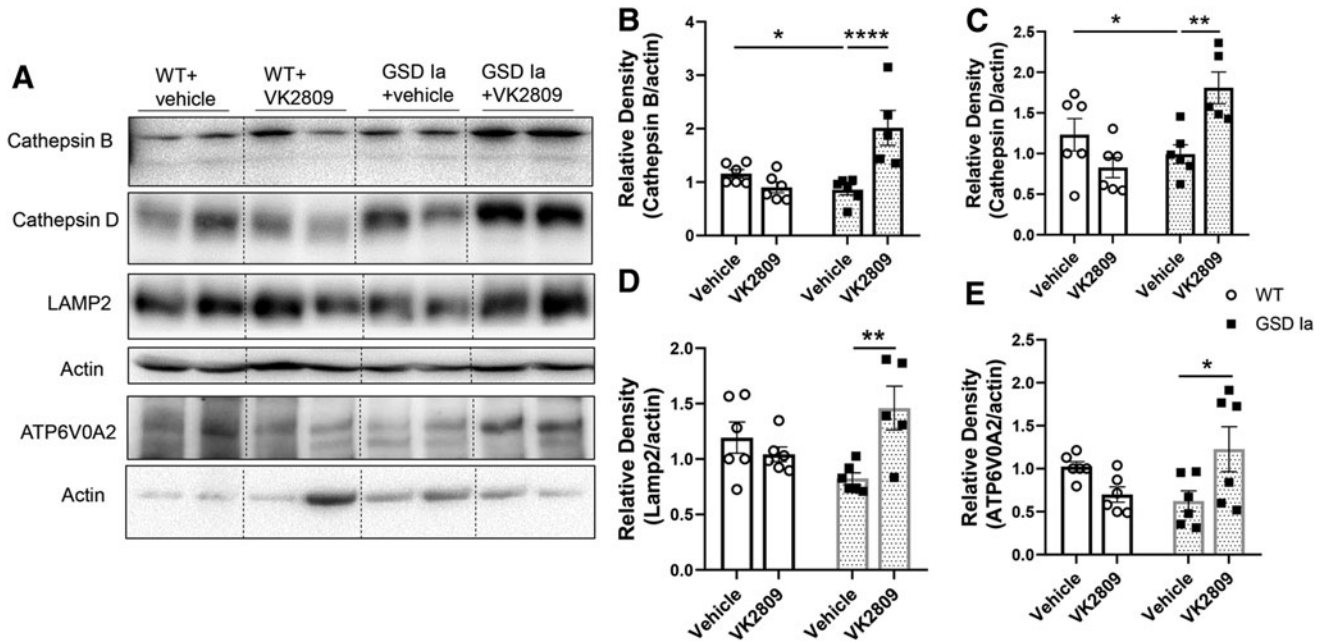 A
WT+
vehicle
WT+
VK2809
GSD Ia
+vehicle
GSD Ia
+VK2809
Cathepsin B
Cathepsin D
LAMP2
Actin
ATP6V0A2
Actin
B
Relative Density
(Cathepsin B/actin)
4
3
2
1
0
*
****
Vehicle
VK2809
Vehicle
VK2809
C
Relative Density
(Cathepsin D/actin)
2.5
2.0
1.5
1.0
0.5
0.0
*
**
Vehicle
VK2809
Vehicle
VK2809
D
Relative Density
(Lamp2/actin)
2.0
1.5
1.0
0.5
0.0
**
Vehicle
VK2809
Vehicle
VK2809
E
WT
GSD Ia
Relative Density
(ATP6V0A2/actin)
2.5
2.0
1.5
1.0
0.5
0.0
*
Vehicle
VK2809
Vehicle
VK2809